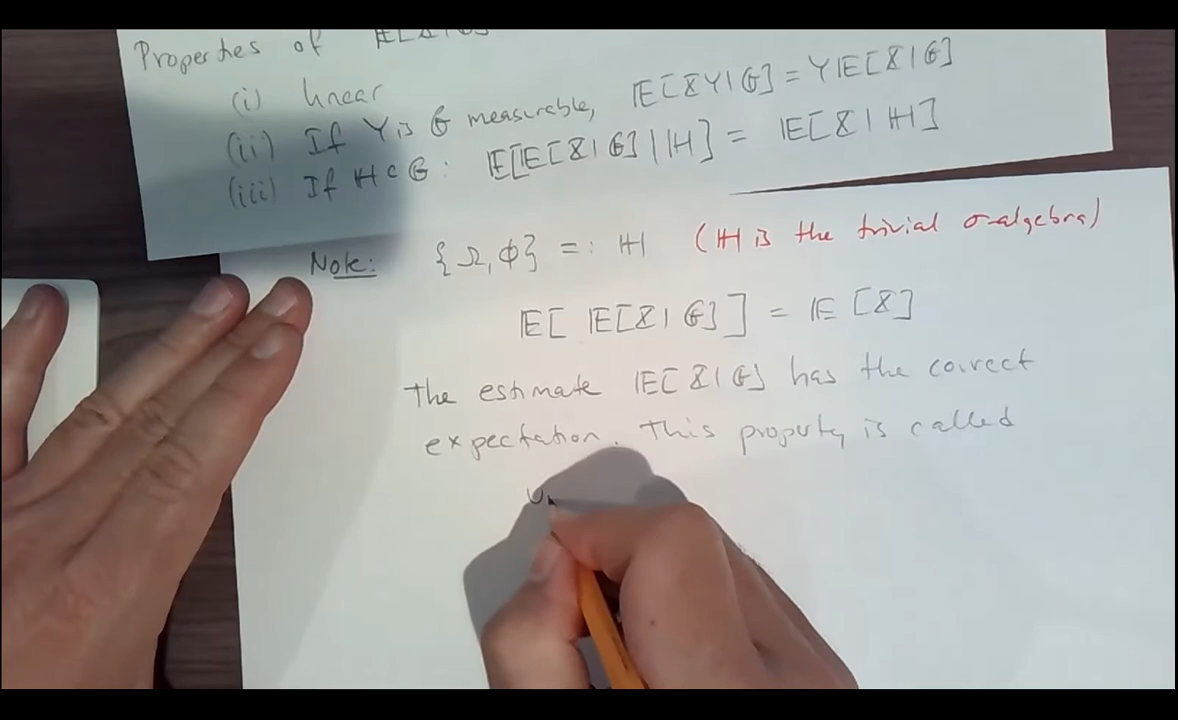 Properties of
(i) linear
(ii) If Y is G measurable, E[XY|G] = YE[X|G]
(iii) If H⊂G: E[E[X|G]|H] = E[X|H]
Note: {Ω,Φ} =: H (H is the trivial σ-algebra)
E[ E[X|G] ] = E [X]
The estimate E[X|G] has the correct
expectation. This property is called